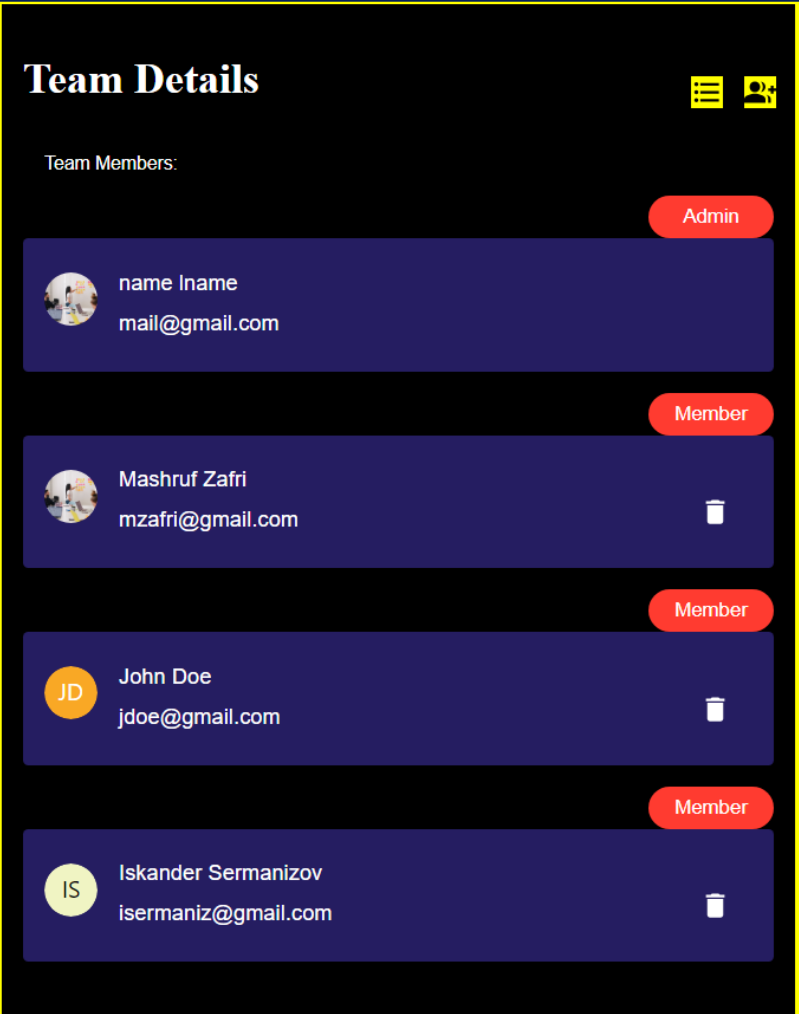 Team Details
Team Members:
Admin
name lname
mail@gmail.com
Member
Mashruf Zafri
mzafri@gmail.com
Member
JD
John Doe
jdoe@gmail.com
Member
IS
Iskander Sermanizov
isermaniz@gmail.com